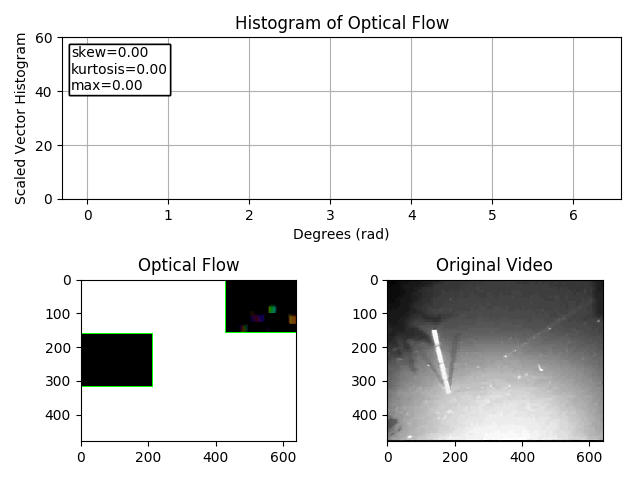 Histogram of Optical Flow
Scaled Vector Histogram
60
40
20
0
skew=0.00
kurtosis=0.00
max=0.00
0 1 2 3 4 5 6
Degrees (rad)
Optical Flow
0
100
200
300
400
0 200 400 600
Original Video
0
100
200
300
400
0 200 400 600